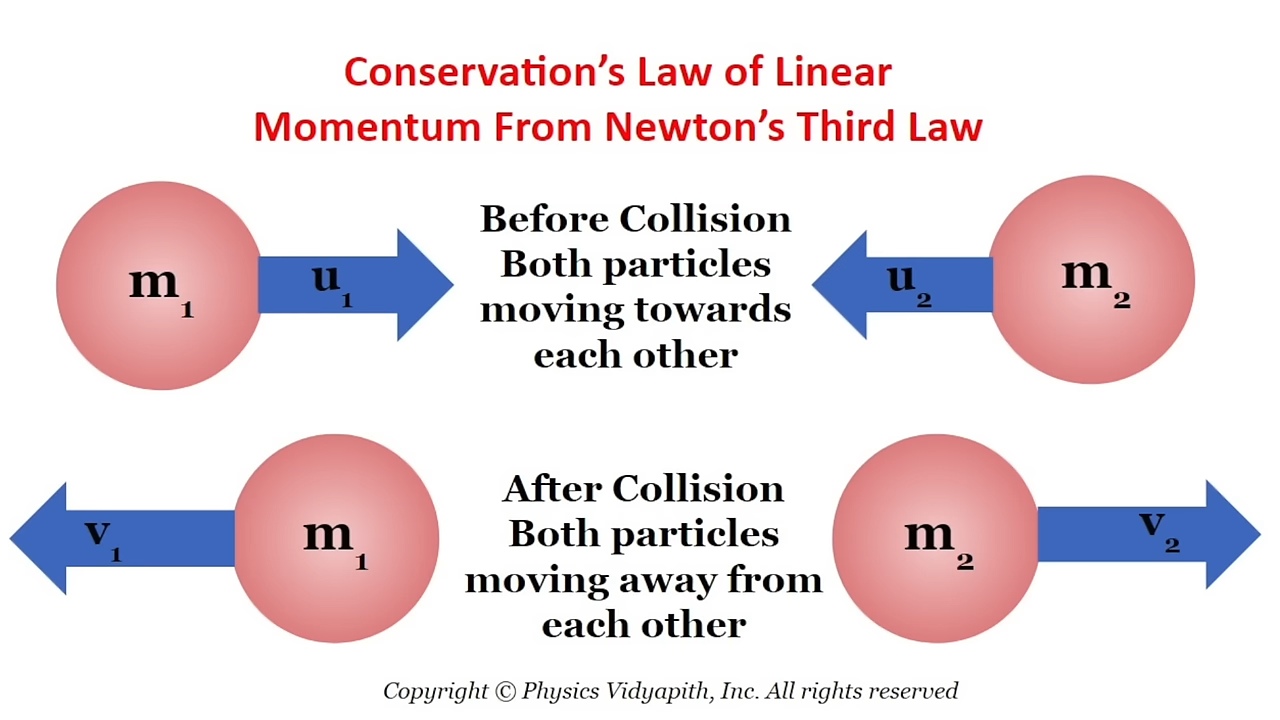 Conservation’s Law of Linear
Momentum From Newton’s Third Law
m₁
u₁
Before Collision
Both particles
moving towards
each other
u₂
m₂
v₁
m₁
After Collision
Both particles
moving away from
each other
m₂
v₂
Copyright © Physics Vidyapith, Inc. All rights reserved